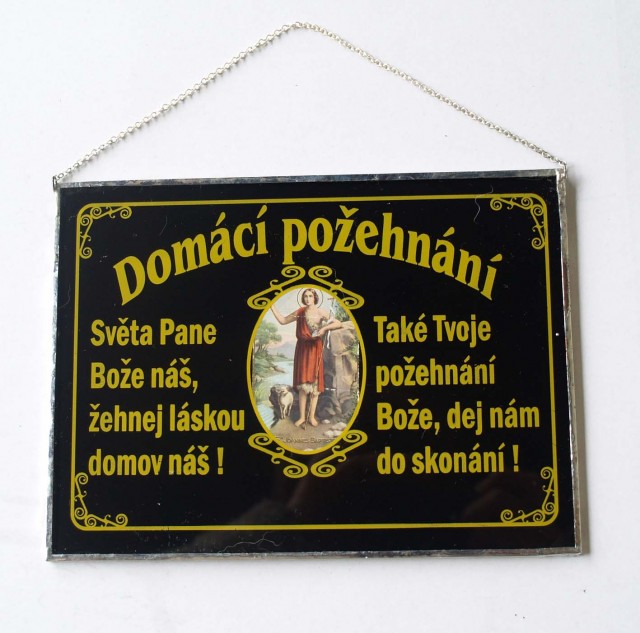 Domácí požehnání
Světa Pane
Bože náš,
žehnej láskou
domov náš !
Také Tvoje
požehnání
Bože, dej nám
do skonání !